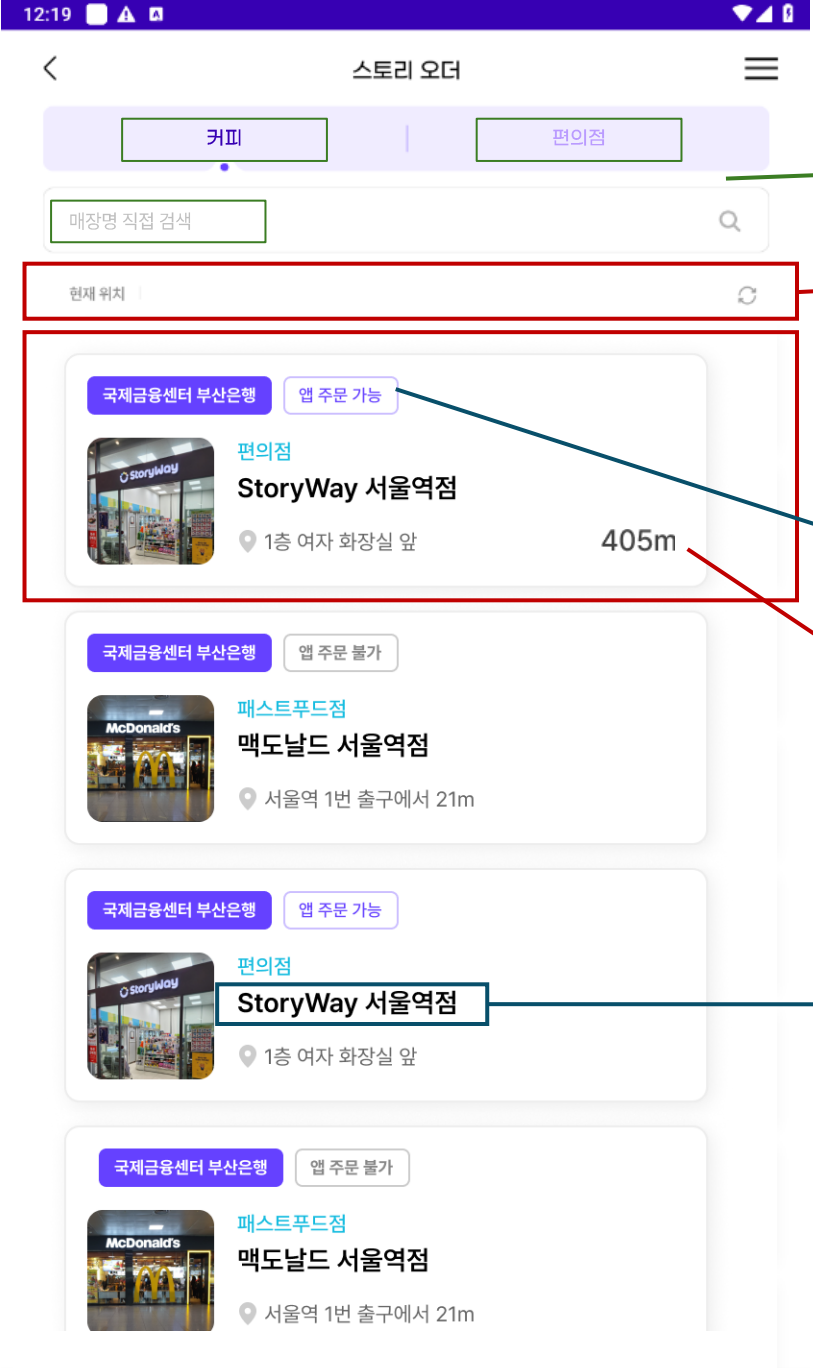 12:19
스토리 오더
커피
편의점
매장명 직접 검색
현재 위치
국제금융센터 부산은행
앱 주문 가능
StoryWay
편의점
StoryWay 서울역점
1층 여자 화장실 앞
405m
국제금융센터 부산은행
앱 주문 불가
McDonald's
패스트푸드점
맥도날드 서울역점
서울역 1번 출구에서 21m
국제금융센터 부산은행
앱 주문 가능
StoryWay
편의점
StoryWay 서울역점
1층 여자 화장실 앞
국제금융센터 부산은행
앱 주문 불가
McDonald's
패스트푸드점
맥도날드 서울역점
서울역 1번 출구에서 21m